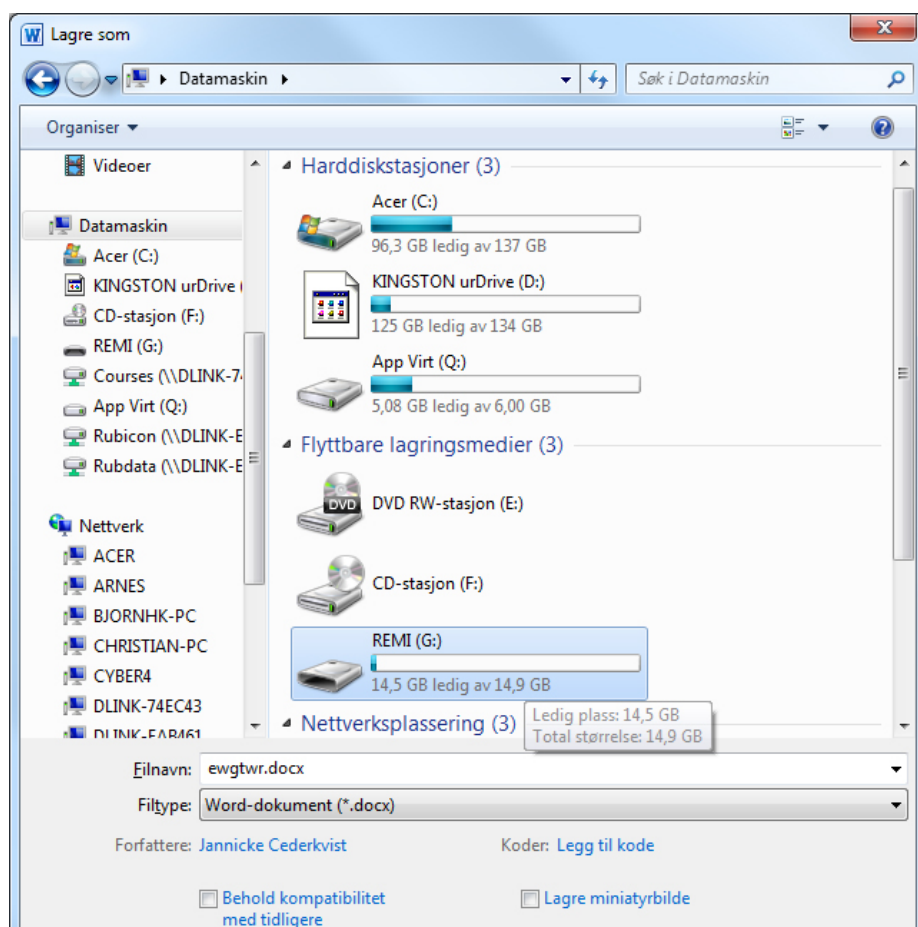 Lagre som
Datamaskin
Søk i Datamaskin
Organiser
Videoer
Datamaskin
Acer (C:)
KINGSTON urDrive (
CD-stasjon (F:)
REMI (G:)
Courses (\\DLINK-74
App Virt (Q:)
Rubicon (\\DLINK-E
Rubdata (\\DLINK-E
Nettverk
ACER
ARNES
BJORNHK-PC
CHRISTIAN-PC
CYBER4
DLINK-74EC43
DLINK-EAB461
Harddiskstasjoner (3)
Acer (C:)
96,3 GB ledig av 137 GB
KINGSTON urDrive (D:)
125 GB ledig av 134 GB
App Virt (Q:)
5,08 GB ledig av 6,00 GB
Flyttbare lagringsmedier (3)
DVD
DVD RW-stasjon (E:)
CD-stasjon (F:)
REMI (G:)
14,5 GB ledig av 14,9 GB
Nettverksplassering (3)
Ledig plass: 14,5 GB
Total størrelse: 14,9 GB
Filnavn: ewgtwr.docx
Filtype: Word-dokument (*.docx)
Forfattere: Jannicke Cederkvist
Koder: Legg til kode
Behold kompatibilitet
med tidligere
Lagre miniatyrbilde